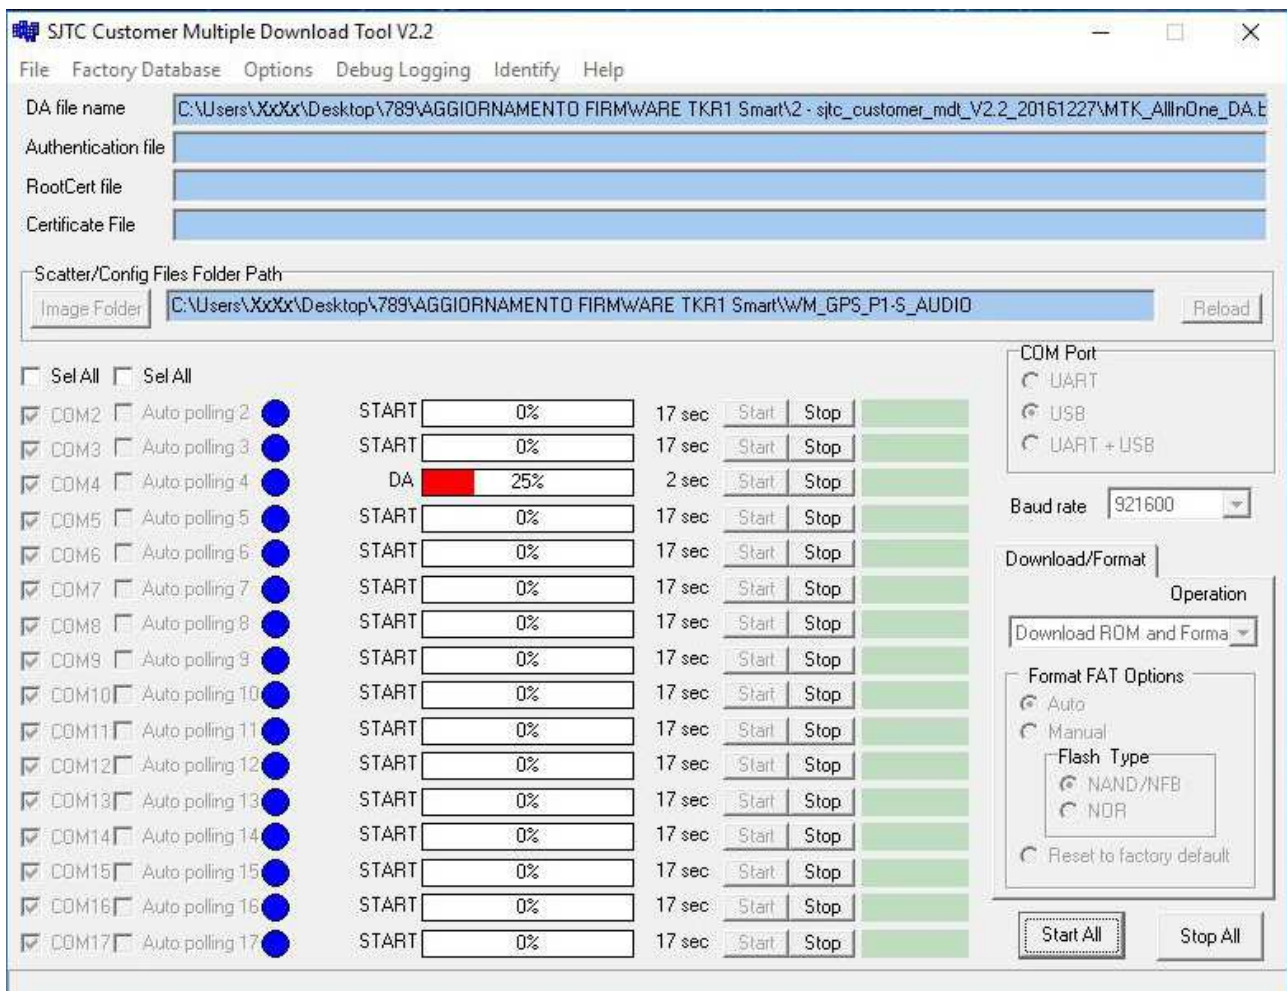 SJTC Customer Multiple Download Tool V2.2
File Factory Database Options Debug Logging Identify Help
DA file name C:\Users\XxXx\Desktop\789\AGGIORNAMENTO FIRMWARE TKR1 Smart\2 - sjtc_customer_mdt_V2.2_20161227\MTK_AllInOne_DA.b
Authentication file
RootCert file
Certificate File
Scatter/Config Files Folder Path
Image Folder C:\Users\XxXx\Desktop\789\AGGIORNAMENTO FIRMWARE TKR1 Smart\WM_GPS_P1-S_AUDIO Reload
Sel All Sel All
COM2 Auto polling 2 START 0% 17 sec Start Stop
COM3 Auto polling 3 START 0% 17 sec Start Stop
COM4 Auto polling 4 DA 25% 2 sec Start Stop
COM5 Auto polling 5 START 0% 17 sec Start Stop
COM6 Auto polling 6 START 0% 17 sec Start Stop
COM7 Auto polling 7 START 0% 17 sec Start Stop
COM8 Auto polling 8 START 0% 17 sec Start Stop
COM9 Auto polling 9 START 0% 17 sec Start Stop
COM10 Auto polling 10 START 0% 17 sec Start Stop
COM11 Auto polling 11 START 0% 17 sec Start Stop
COM12 Auto polling 12 START 0% 17 sec Start Stop
COM13 Auto polling 13 START 0% 17 sec Start Stop
COM14 Auto polling 14 START 0% 17 sec Start Stop
COM15 Auto polling 15 START 0% 17 sec Start Stop
COM16 Auto polling 16 START 0% 17 sec Start Stop
COM17 Auto polling 17 START 0% 17 sec Start Stop
COM Port
UART
USB
UART + USB
Baud rate 921600
Download/Format
Operation
Download ROM and Forma
Format FAT Options
Auto
Manual
Flash Type
NAND/NFB
NOR
Reset to factory default
Start All Stop All